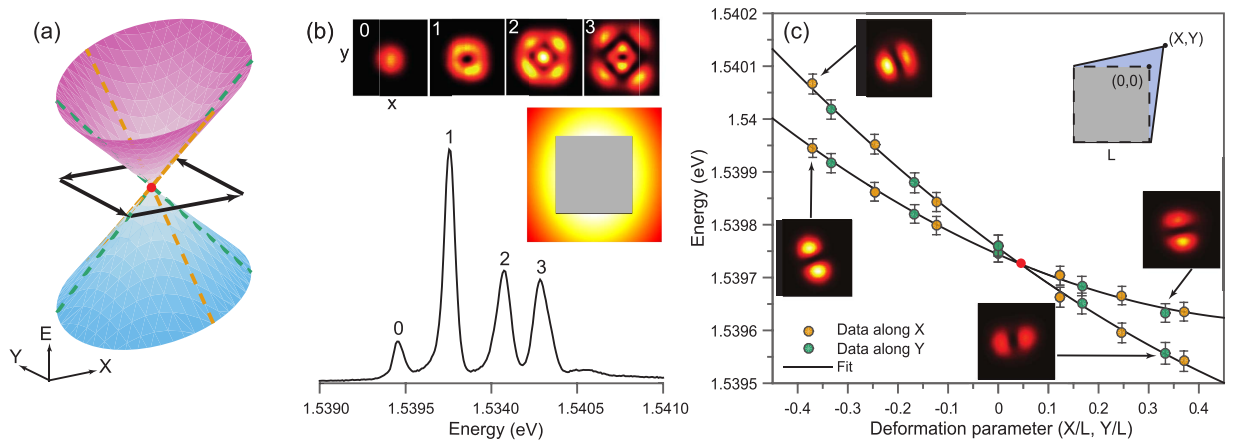 (a)
E
Y
X
(b)
0
1
2
3
y
x
0
1
2
3
1.5390
1.5395
1.5340
1.5405
1.5410
Energy (eV)
(c)
1.5402
1.5401
1.54
1.5399
1.5398
1.5397
1.5396
1.5395
Energy (eV)
(X,Y)
(0,0)
L
Data along X
Data along Y
Fit
-0.4
-0.3
-0.2
-0.1
0
0.1
0.2
0.3
0.4
Deformation parameter (X/L, Y/L)